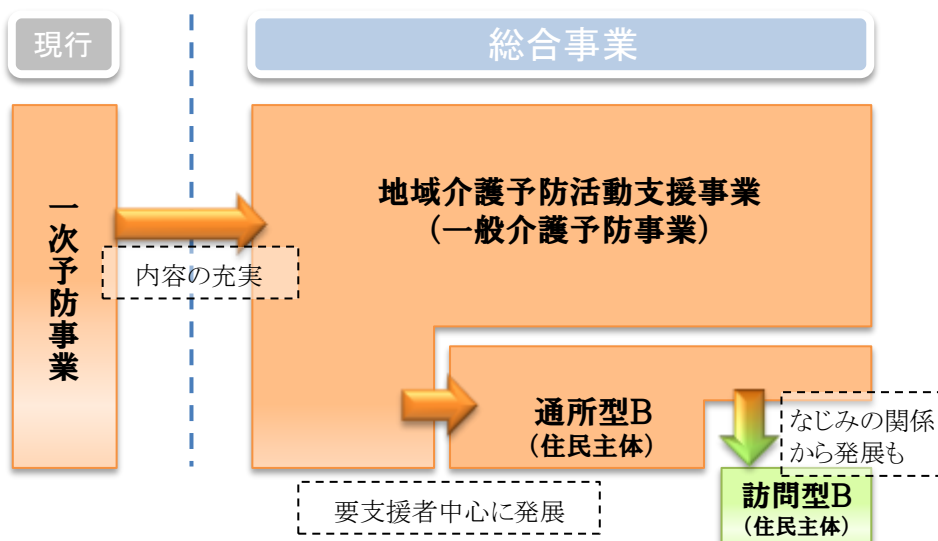 現行
総合事業
一次予防事業
内容の充実
地域介護予防活動支援事業
(一般介護予防事業)
通所型B
(住民主体)
なじみの関係
から発展も
要支援者中心に発展
訪問型B
(住民主体)